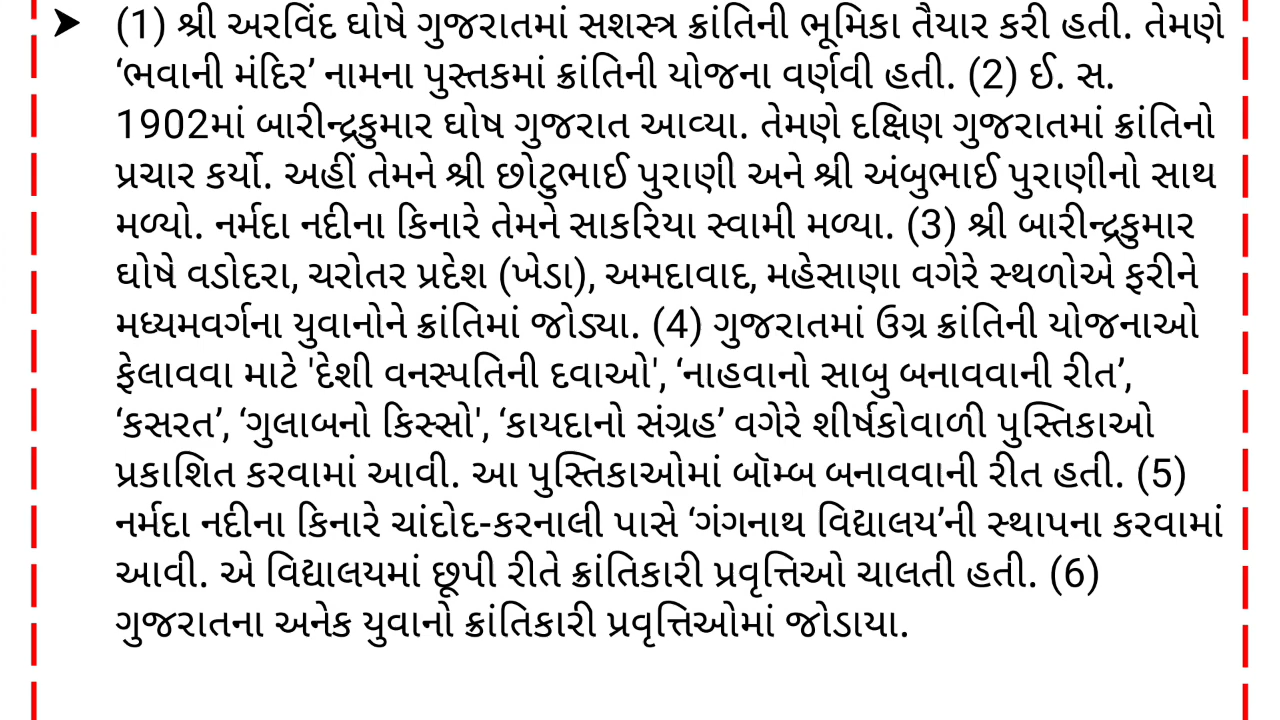 ➤ (1) શ્રી અરવિંદ ઘોષે ગુજરાતમાં સશસ્ત્ર ક્રાંતિની ભૂમિકા તૈયાર કરી હતી. તેમણે
‘ભવાની મંદિર’ નામના પુસ્તકમાં ક્રાંતિની યોજના વર્ણવી હતી. (2) ઈ. સ.
1902માં બારીન્દ્રકુમાર ઘોષ ગુજરાત આવ્યા. તેમણે દક્ષિણ ગુજરાતમાં ક્રાંતિનો
પ્રચાર કર્યો. અહીં તેમને શ્રી છોટુભાઈ પુરાણી અને શ્રી અંબુભાઈ પુરાણીનો સાથ
મળ્યો. નર્મદા નદીના કિનારે તેમને સાકરિયા સ્વામી મળ્યા. (3) શ્રી બારીન્દ્રકુમાર
ઘોષે વડોદરા, ચરોતર પ્રદેશ (ખેડા), અમદાવાદ, મહેસાણા વગેરે સ્થળોએ ફરીને
મધ્યમવર્ગના યુવાનોને ક્રાંતિમાં જોડ્યા. (4) ગુજરાતમાં ઉગ્ર ક્રાંતિની યોજનાઓ
ફેલાવવા માટે 'દેશી વનસ્પતિની દવાઓ', ‘નાહવાનો સાબુ બનાવવાની રીત’,
‘કસરત’, ‘ગુલાબનો કિસ્સો', ‘કાયદાનો સંગ્રહ’ વગેરે શીર્ષકોવાળી પુસ્તિકાઓ
પ્રકાશિત કરવામાં આવી. આ પુસ્તિકાઓમાં બૉમ્બ બનાવવાની રીત હતી. (5)
નર્મદા નદીના કિનારે ચાંદોદ-કરનાલી પાસે ‘ગંગનાથ વિદ્યાલય’ની સ્થાપના કરવામાં
આવી. એ વિદ્યાલયમાં છૂપી રીતે ક્રાંતિકારી પ્રવૃત્તિઓ ચાલતી હતી. (6)
ગુજરાતના અનેક યુવાનો ક્રાંતિકારી પ્રવૃત્તિઓમાં જોડાયા.